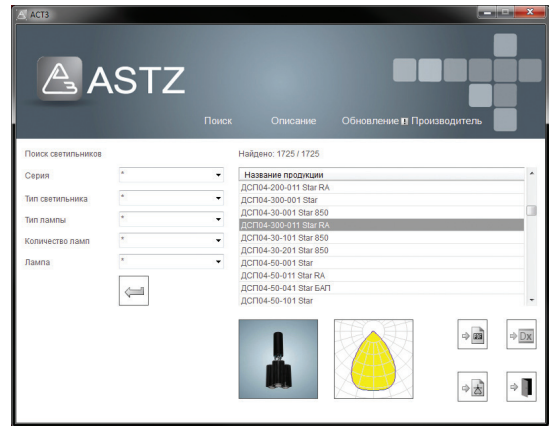 АСТЗ
ASTZ
Поиск Описание Обновление Производитель
Поиск светильников
Найдено: 1725 / 1725
Серия *
Тип светильника *
Тип лампы *
Количество ламп *
Лампа *
Название продукции
ДСП04-200-011 Star RA
ДСП04-300-001 Star
ДСП04-30-001 Star 850
ДСП04-300-011 Star RA
ДСП04-30-101 Star 850
ДСП04-30-201 Star 850
ДСП04-50-001 Star
ДСП04-50-011 Star RA
ДСП04-50-041 Star БАП
ДСП04-50-101 Star
Dx